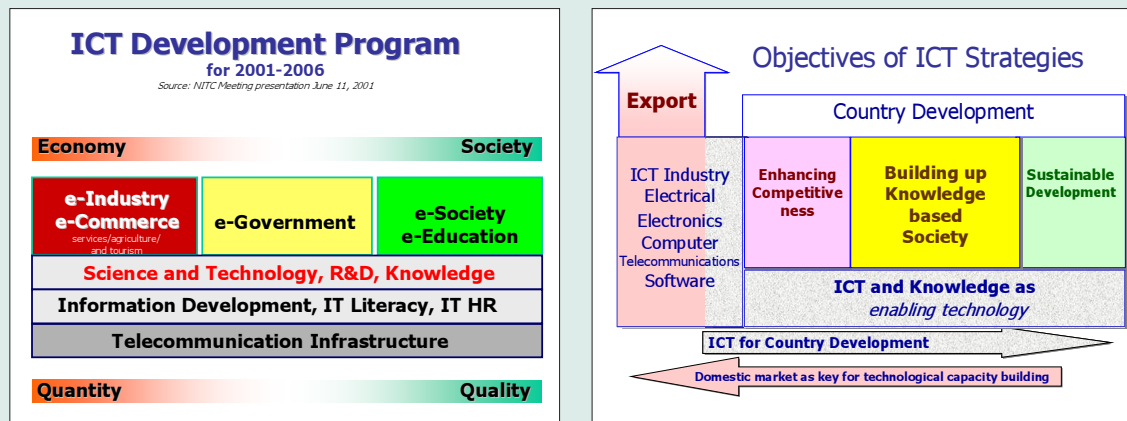 ICT Development Program
for 2001-2006
Source: NITC Meeting presentation June 11, 2001
Economy
Society
e-Industry
e-Commerce
services/agriculture/
and tourism
e-Government
e-Society
e-Education
Science and Technology, R&D, Knowledge
Information Development, IT Literacy, IT HR
Telecommunication Infrastructure
Quantity
Quality
Objectives of ICT Strategies
Export
Country Development
ICT Industry
Electrical
Electronics
Computer
Telecommunications
Software
Enhancing
Competitive
ness
Building up
Knowledge
based
Society
Sustainable
Development
ICT and Knowledge as
enabling technology
ICT for Country Development
Domestic market as key for technological capacity building